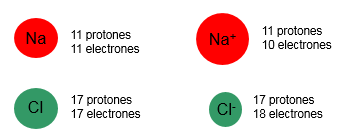 Na
11 protones
11 electrones
Na+
11 protones
10 electrones
Cl
17 protones
17 electrones
Cl-
17 protones
18 electrones